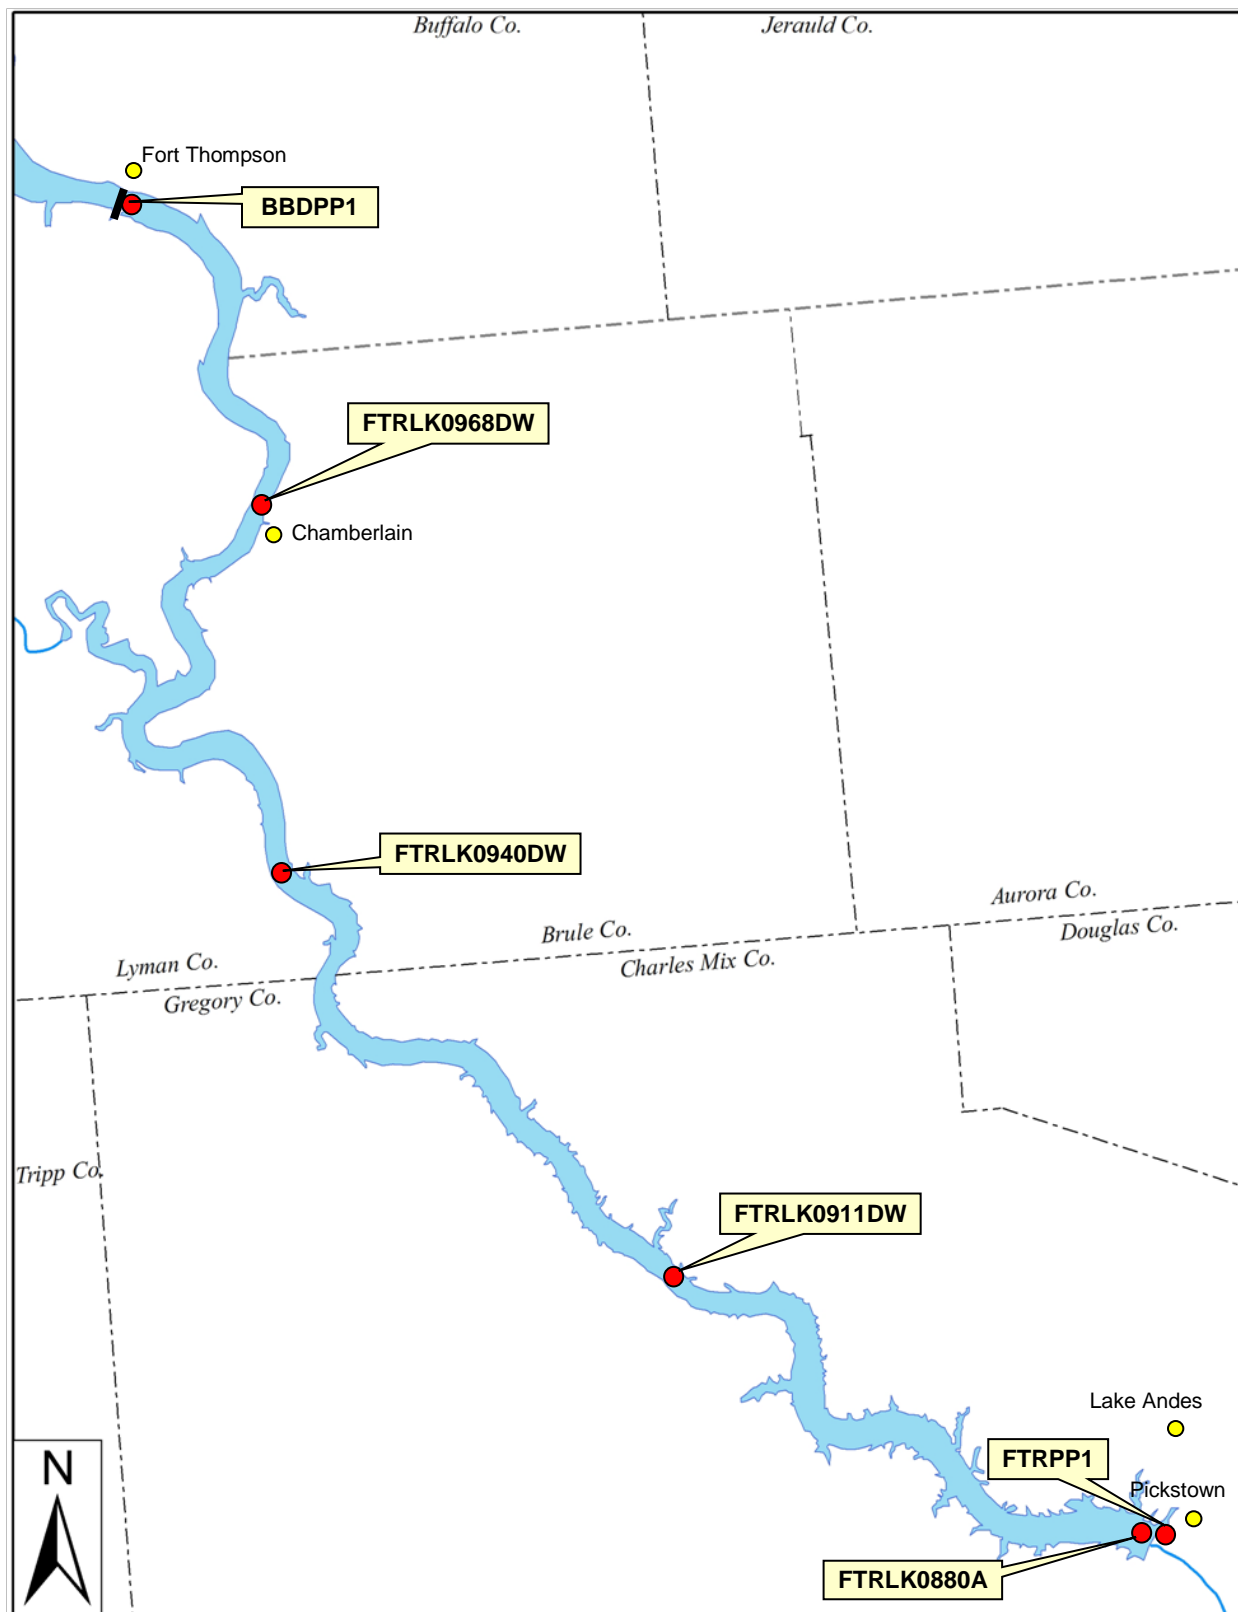 Buffalo Co.
Jerauld Co.
Fort Thompson
BBDPP1
FTRLK0968DW
Chamberlain
FTRLK0940DW
Aurora Co.
Brule Co.
Douglas Co.
Lyman Co.
Charles Mix Co.
Gregory Co.
Tripp Co.
FTRLK0911DW
Lake Andes
FTRPP1
N
Pickstown
FTRLK0880A